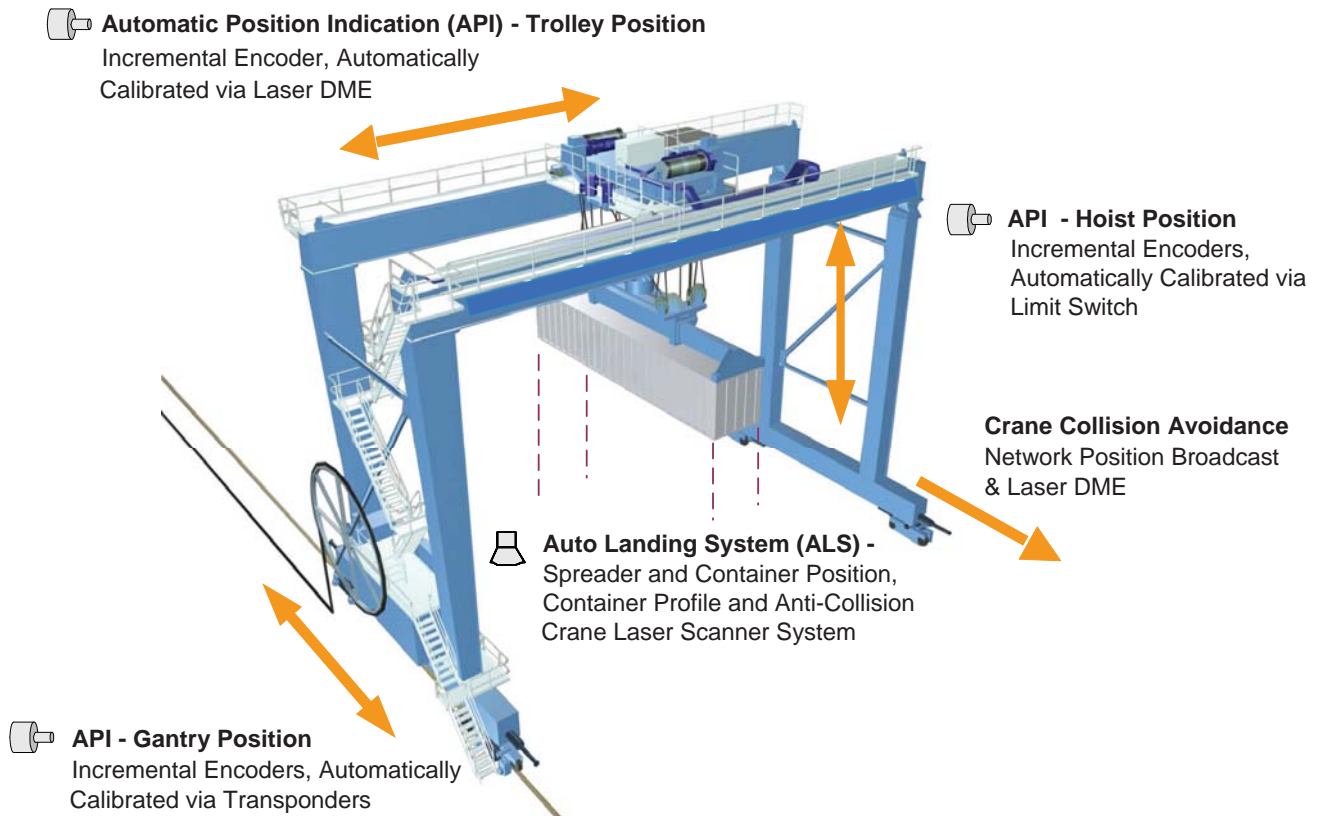 Automatic Position Indication (API) - Trolley Position
Incremental Encoder, Automatically
Calibrated via Laser DME
API - Hoist Position
Incremental Encoders,
Automatically Calibrated via
Limit Switch
Crane Collision Avoidance
Network Position Broadcast
& Laser DME
Auto Landing System (ALS) -
Spreader and Container Position,
Container Profile and Anti-Collision
Crane Laser Scanner System
API - Gantry Position
Incremental Encoders, Automatically
Calibrated via Transponders